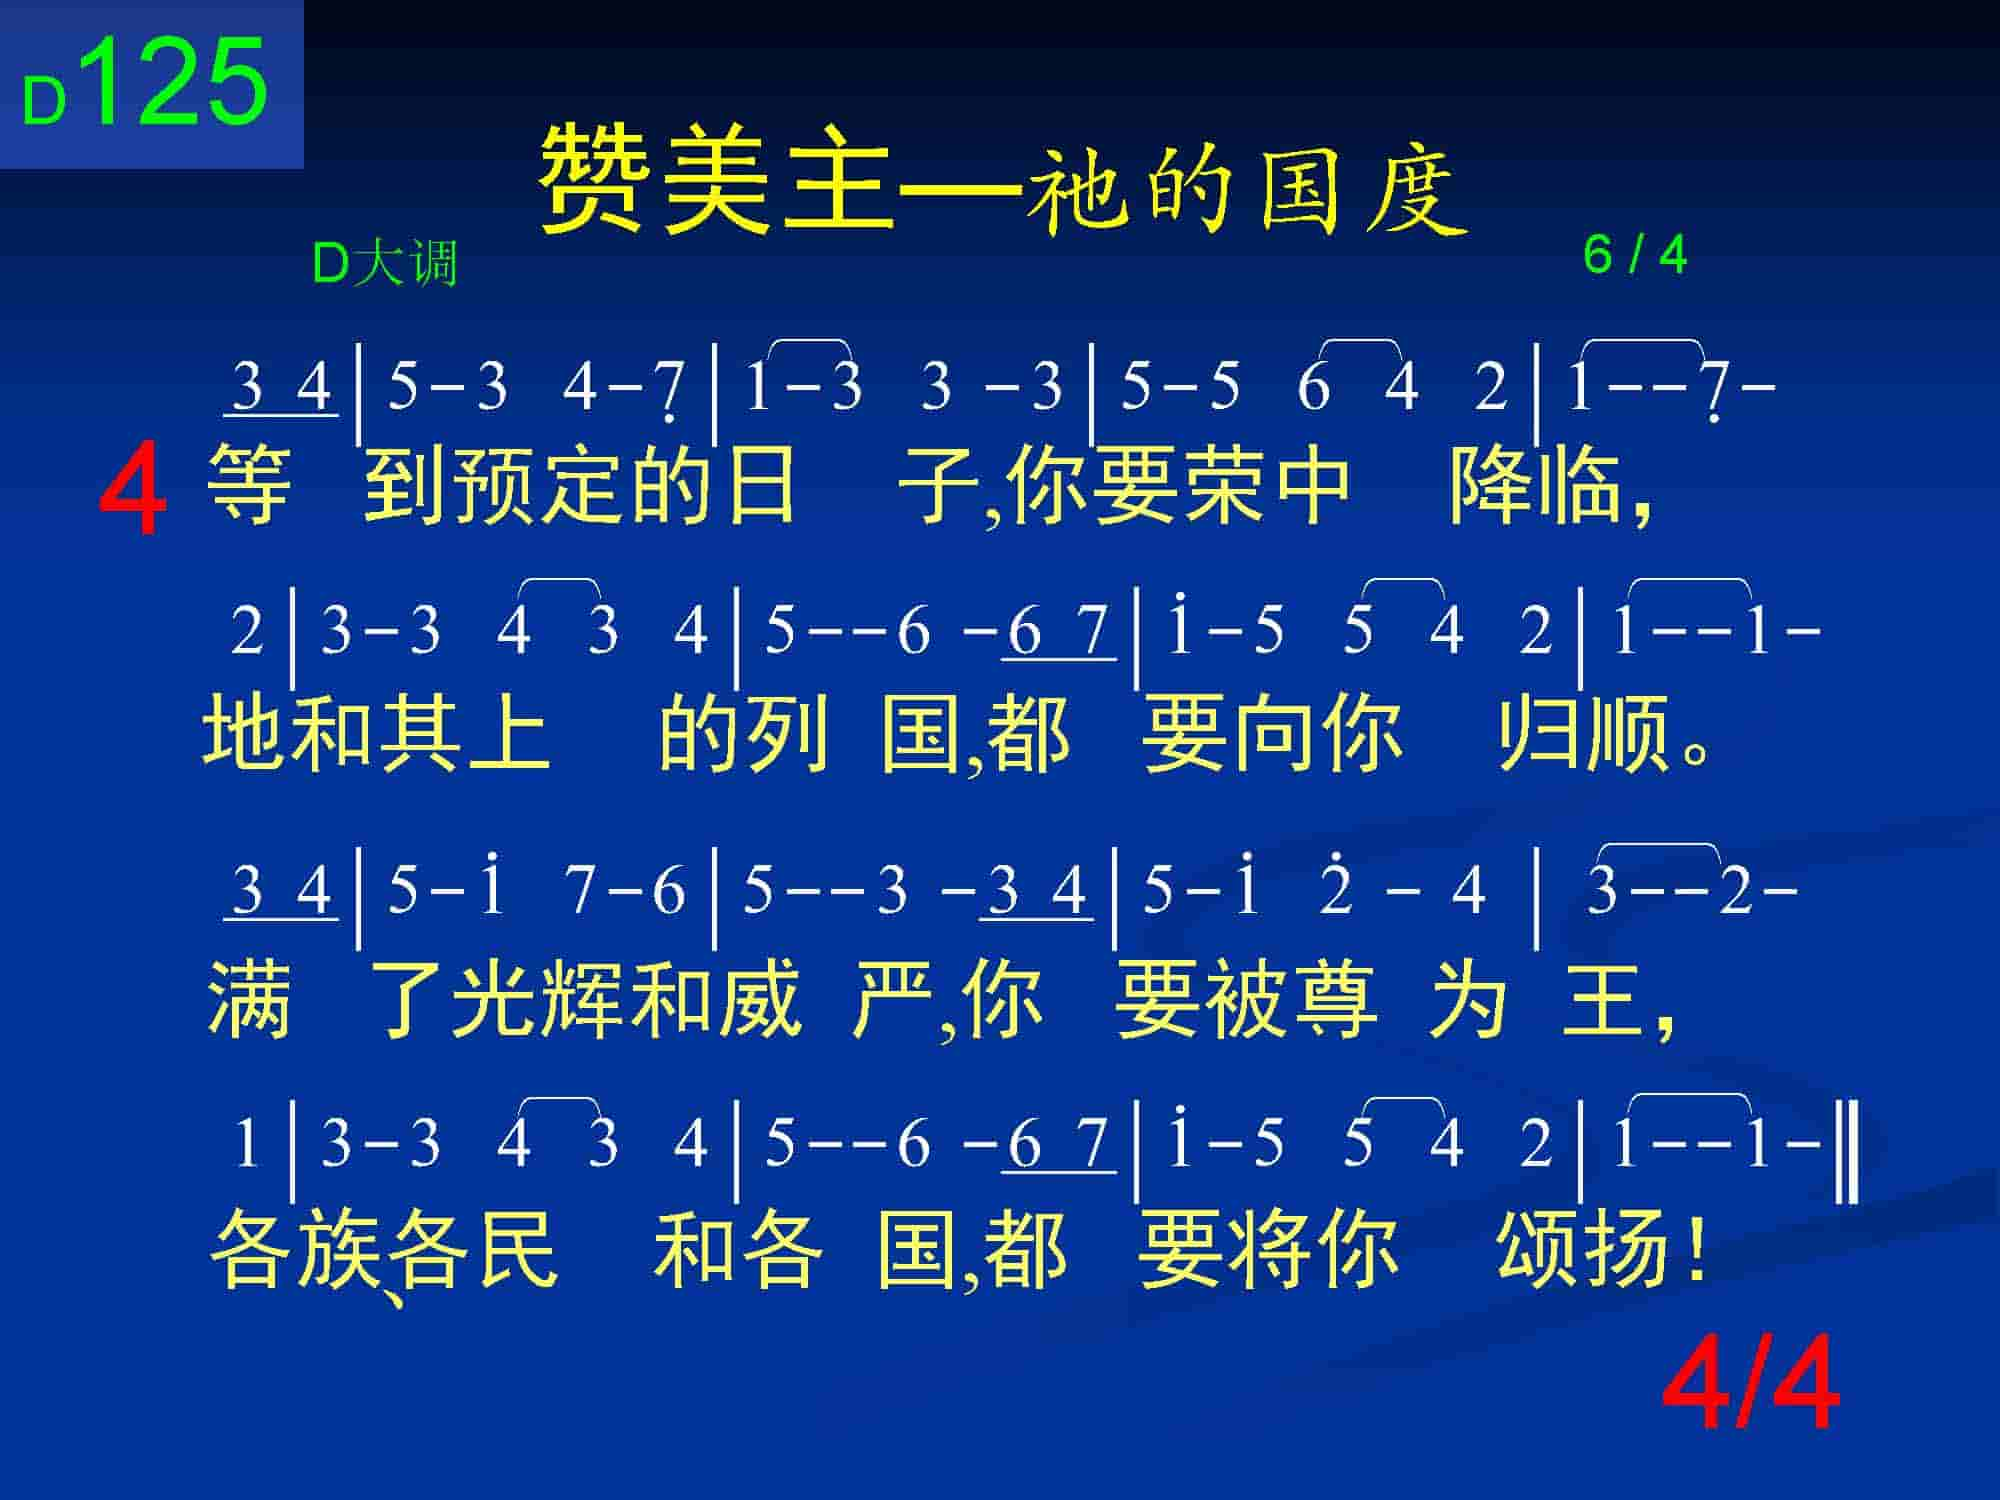 D125
赞美主—祂的国度
D大调 6 / 4
3 4 | 5 - 3 4 - 7̣ | 1 - 3 3 - 3 | 5 - 5 6 4 2 | 1 - - 7̣ -
4 等 到预定的日 子,你要荣中 降临，
2 | 3 - 3 4 3 4 | 5 - - 6 - 6 7 | i - 5 5 4 2 | 1 - - 1 -
地和其上 的列 国,都 要向你 归顺。
3 4 | 5 - i 7 - 6 | 5 - - 3 - 3 4 | 5 - i 2̇ - 4 | 3 - - 2 -
满 了光辉和威 严,你 要被尊 为 王，
1 | 3 - 3 4 3 4 | 5 - - 6 - 6 7 | i - 5 5 4 2 | 1 - - 1 - ‖
各族、各民 和各 国,都 要将你 颂扬！
4/4